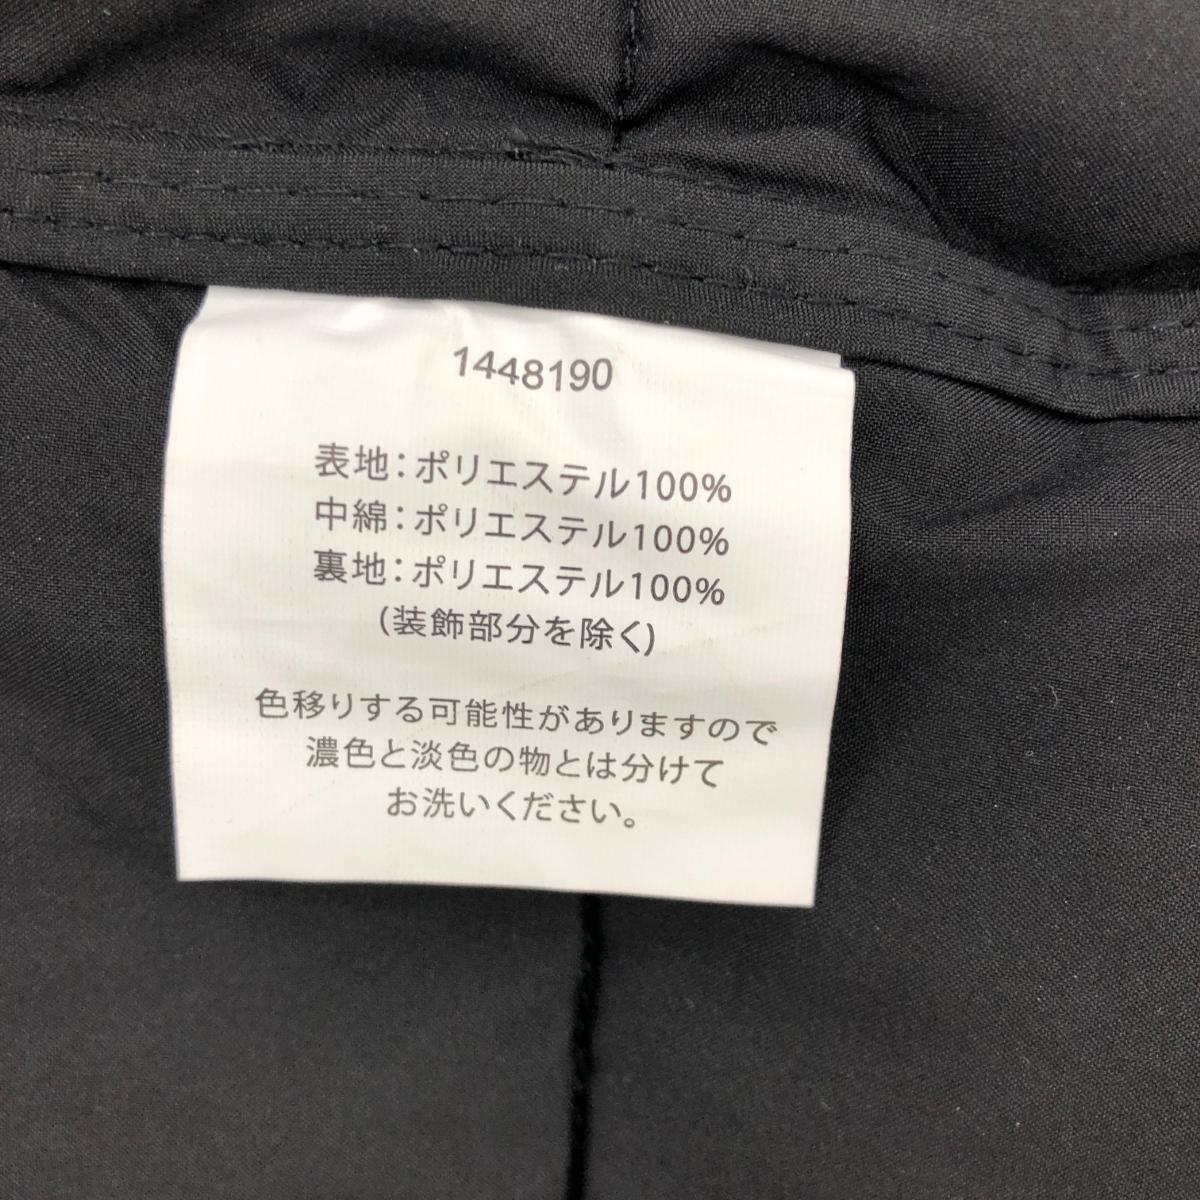 1448190
表地：ポリエステル100%
中綿：ポリエステル100%
裏地：ポリエステル100%
(装飾部分を除く)
色移りする可能性がありますので
濃色と淡色の物とは分けて
お洗いください。